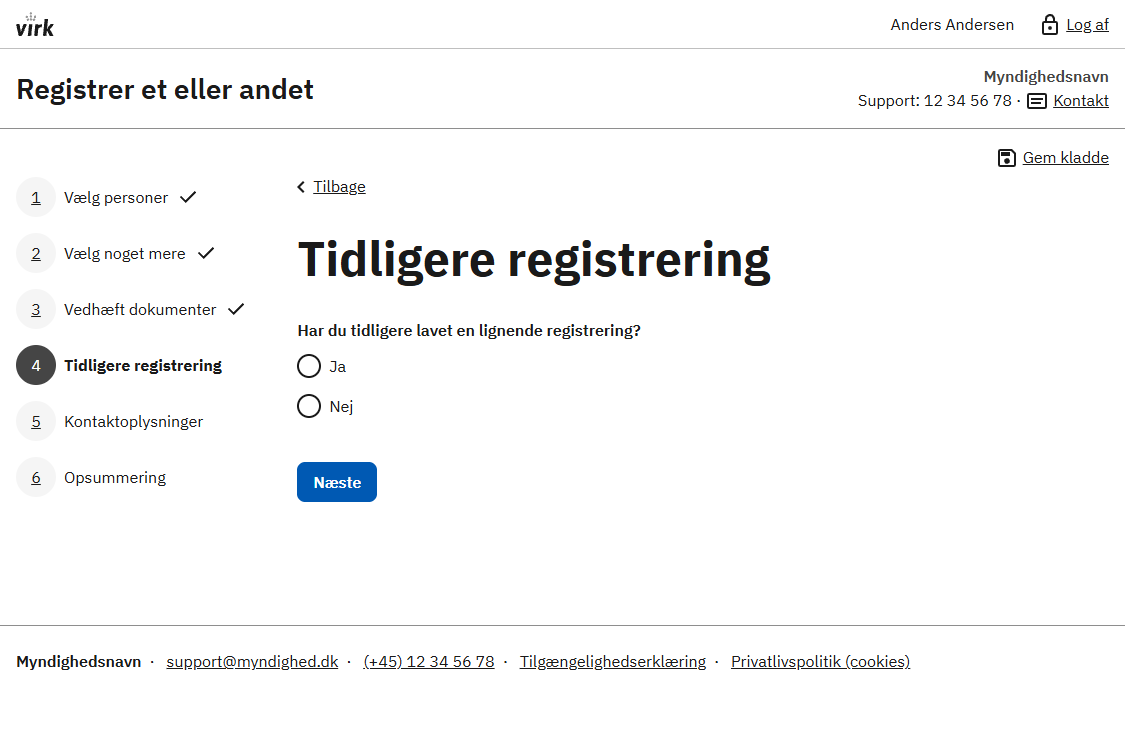 virk
Anders Andersen
Log af
Registrer et eller andet
Myndighedsnavn
Support: 12 34 56 78 · Kontakt
Gem kladde
1 Vælg personer
2 Vælg noget mere
3 Vedhæft dokumenter
4 Tidligere registrering
5 Kontaktoplysninger
6 Opsummering
Tilbage
Tidligere registrering
Har du tidligere lavet en lignende registrering?
Ja
Nej
Næste
Myndighedsnavn · support@myndighed.dk · (+45) 12 34 56 78 · Tilgængelighedserklæring · Privatlivspolitik (cookies)